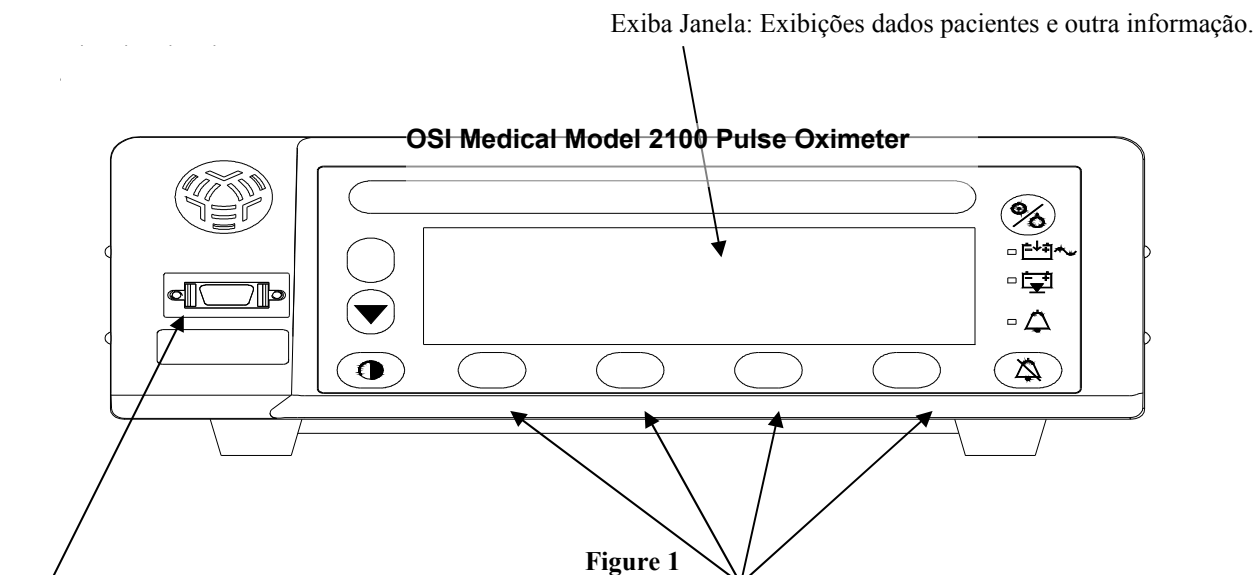 Exiba Janela: Exibições dados pacientes e outra informação.
OSI Medical Model 2100 Pulse Oximeter
Figure 1